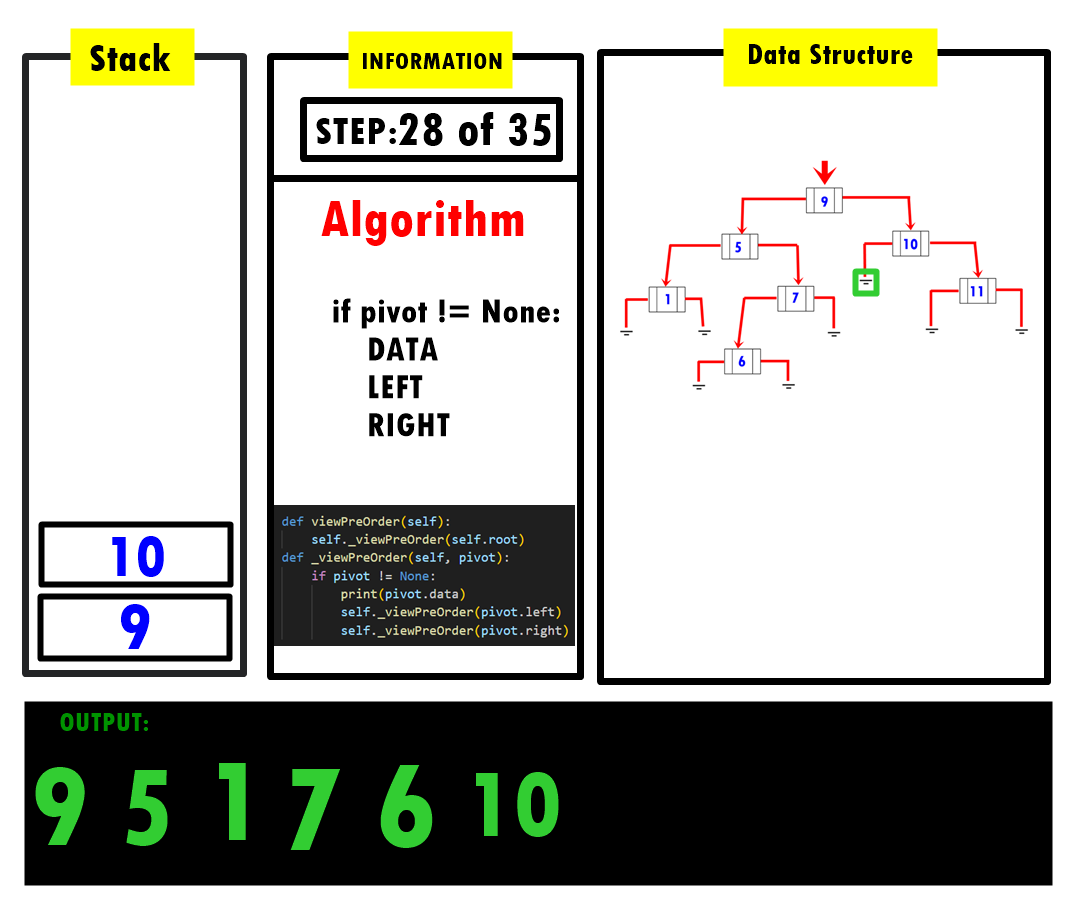 Stack
10
9
INFORMATION
STEP:28 of 35
Algorithm
if pivot != None:
DATA
LEFT
RIGHT
def viewPreOrder(self):
self._viewPreOrder(self.root)
def _viewPreOrder(self, pivot):
if pivot != None:
print(pivot.data)
self._viewPreOrder(pivot.left)
self._viewPreOrder(pivot.right)
Data Structure
9
5 10
1 7 11
6
OUTPUT:
9 5 1 7 6 10